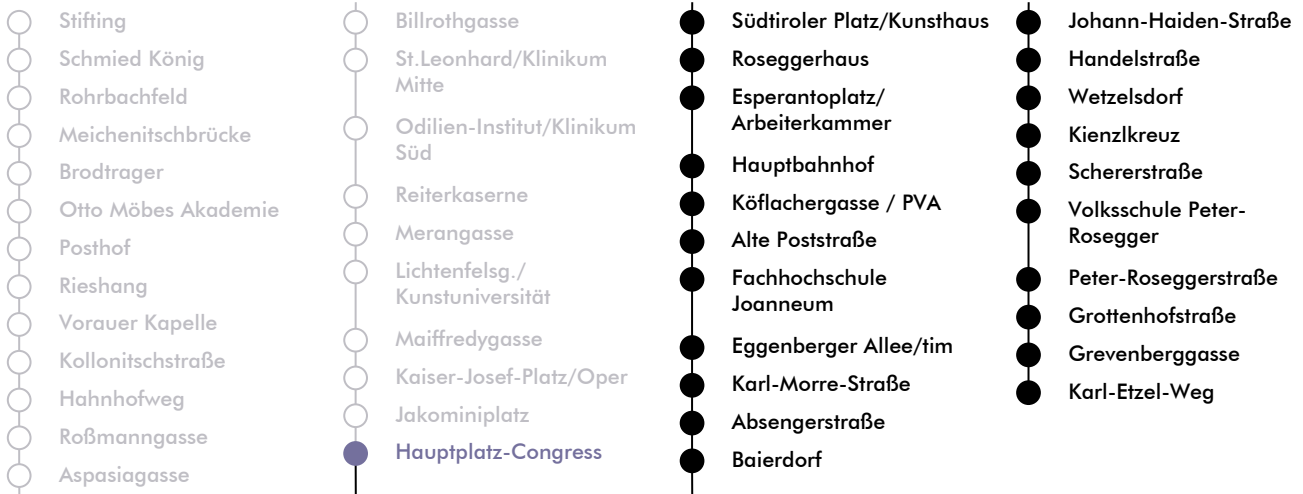 Stifting
Schmied König
Rohrbachfeld
Meichenitschbrücke
Brodtrager
Otto Möbes Akademie
Posthof
Rieshang
Vorauer Kapelle
Kollonitschstraße
Hahnhofweg
Roßmanngasse
Aspasiagasse
Billrothgasse
St.Leonhard/Klinikum
Mitte
Odilien-Institut/Klinikum
Süd
Reiterkaserne
Merangasse
Lichtenfelsg./
Kunstuniversität
Maiffredygasse
Kaiser-Josef-Platz/Oper
Jakominiplatz
Hauptplatz-Congress
Südtiroler Platz/Kunsthaus
Roseggerhaus
Esperantoplatz/
Arbeiterkammer
Hauptbahnhof
Köflachergasse / PVA
Alte Poststraße
Fachhochschule
Joanneum
Eggenberger Allee/tim
Karl-Morre-Straße
Absengerstraße
Baierdorf
Johann-Haiden-Straße
Handelstraße
Wetzelsdorf
Kienzlkreuz
Schererstraße
Volksschule Peter-
Rosegger
Peter-Roseggerstraße
Grottenhofstraße
Grevenberggasse
Karl-Etzel-Weg